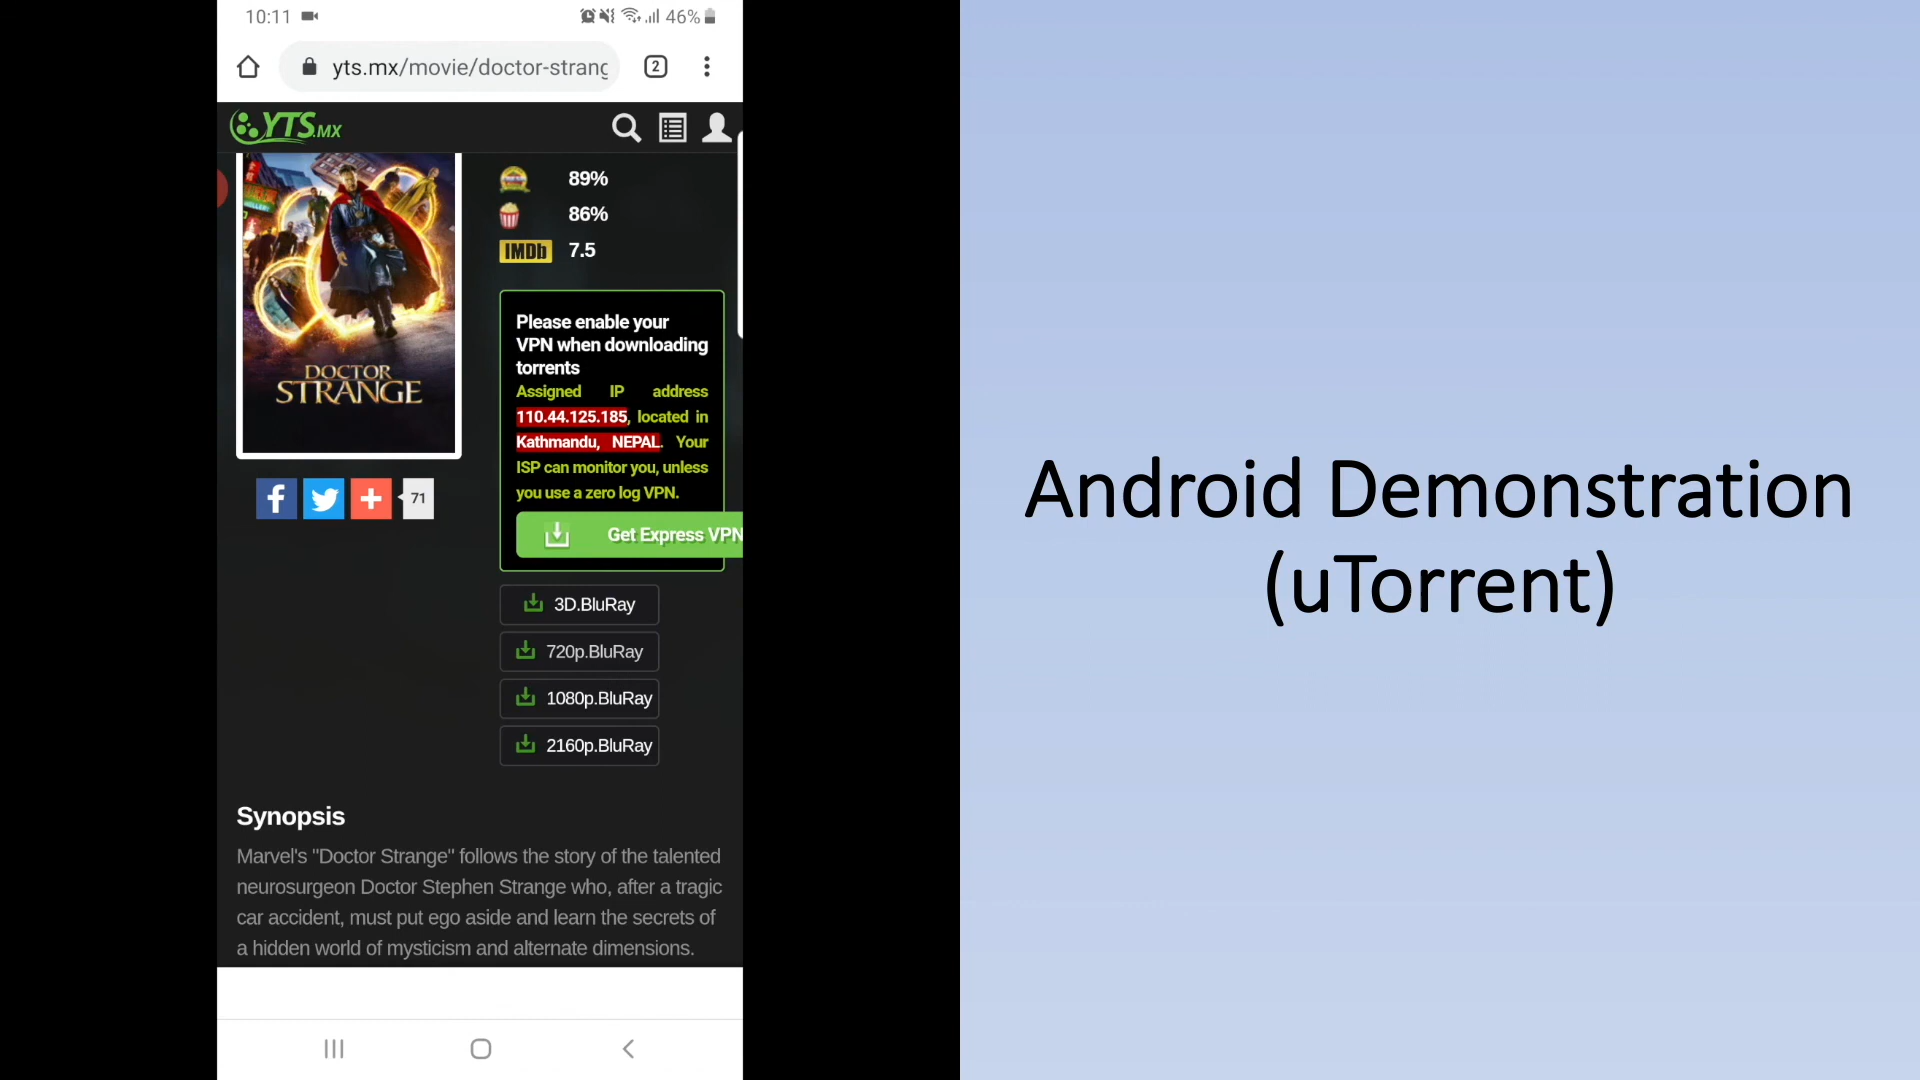 10:11
46%
yts.mx/movie/doctor-strang
2
YTS.MX
89%
86%
IMDb 7.5
DOCTOR
STRANGE
Please enable your
VPN when downloading
torrents
Assigned IP address
110.44.125.185, located in
Kathmandu, NEPAL. Your
ISP can monitor you, unless
you use a zero log VPN.
Get Express VPN
71
3D.BluRay
720p.BluRay
1080p.BluRay
2160p.BluRay
Synopsis
Marvel's "Doctor Strange" follows the story of the talented
neurosurgeon Doctor Stephen Strange who, after a tragic
car accident, must put ego aside and learn the secrets of
a hidden world of mysticism and alternate dimensions.
Android Demonstration
(uTorrent)